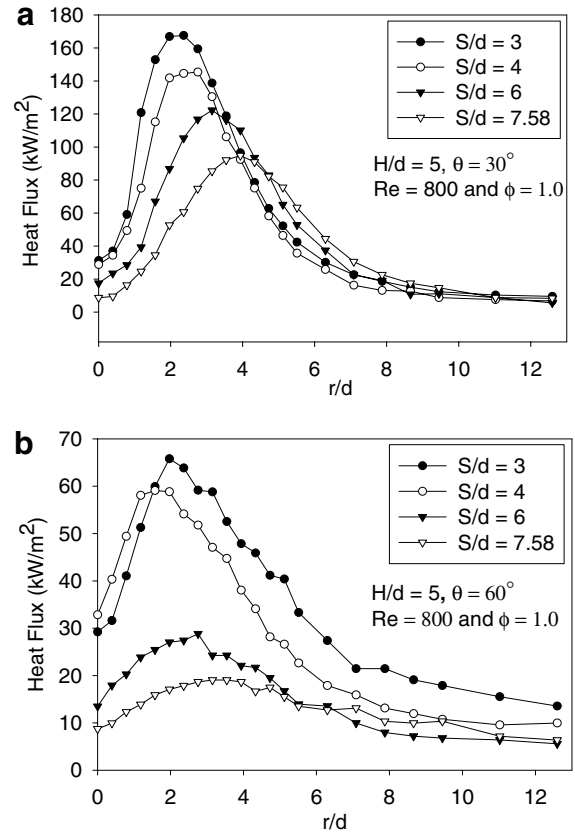 a
180
160
140
120
100
80
60
40
20
0
Heat Flux (kW/m²)
S/d = 3
S/d = 4
S/d = 6
S/d = 7.58
H/d = 5, θ = 30°
Re = 800 and ϕ = 1.0
0 2 4 6 8 10 12
r/d
b
70
60
50
40
30
20
10
0
Heat Flux (kW/m²)
S/d = 3
S/d = 4
S/d = 6
S/d = 7.58
H/d = 5, θ = 60°
Re = 800 and ϕ = 1.0
0 2 4 6 8 10 12
r/d